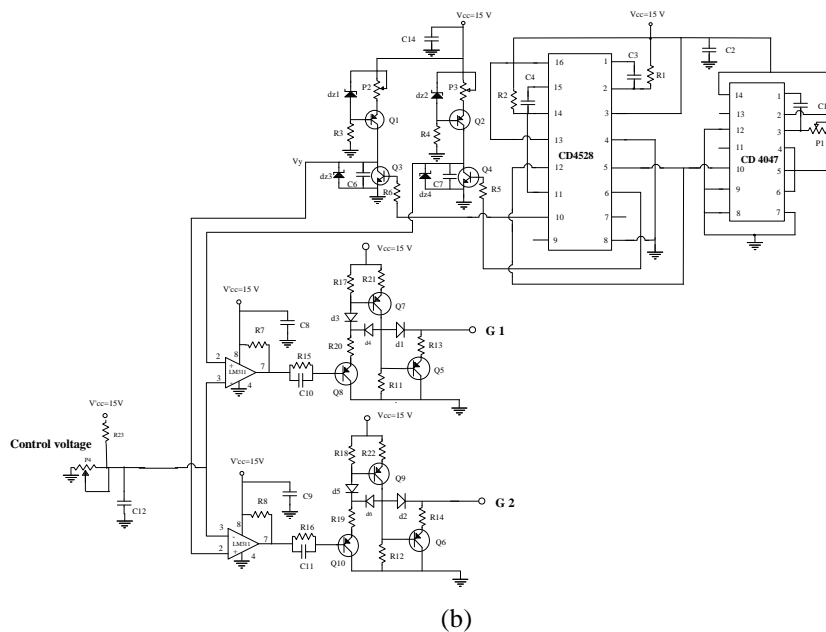 Vcc=15 V
C14
dz1
P2
dz2
P3
R3
Q1
R4
Q2
Vy
dz3
C6
Q3
R6
C7
dz4
Q4
R5
Vcc=15 V
C4
C3
R1
R2
C2
16
15
14
13
12
11
10
9
1
2
3
4
5
6
7
8
CD4528
14
13
12
11
10
9
8
1
2
3
4
5
6
7
CD 4047
C1
P1
Vcc=15 V
R17
R21
Q7
d3
d4
d1
G 1
R20
R13
Q8
R11
Q5
V'cc=15 V
R7
C8
8
2
+
LM311
7
3
-
4
R15
C10
V'cc=15V
R23
Control voltage
P4
C12
Vcc=15 V
R18
R22
Q9
d5
d6
d2
G 2
R19
R14
Q10
R12
Q6
V'cc=15V
R8
C9
8
3
-
LM311
7
2
+
4
R16
C11
(b)